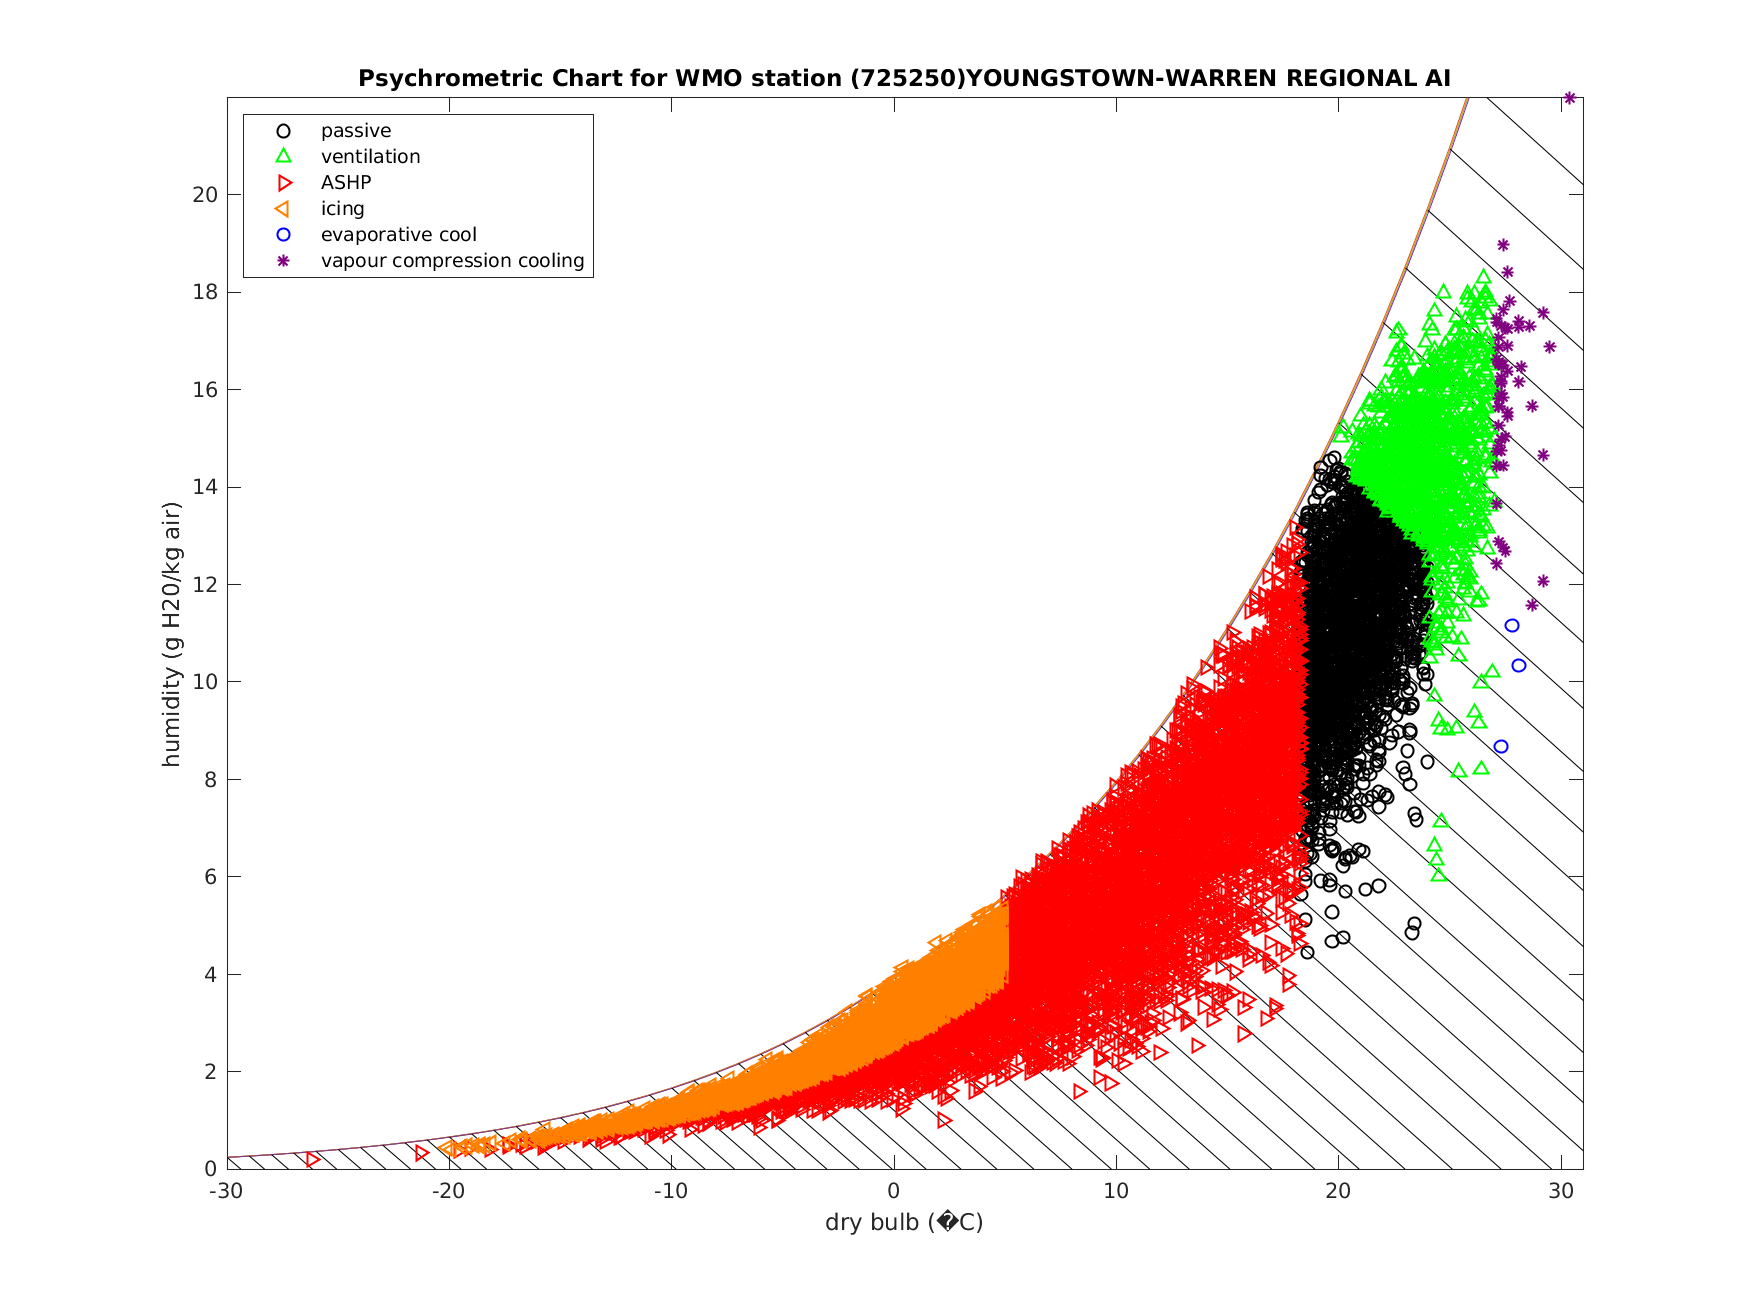 Psychrometric Chart for WMO station (725250)YOUNGSTOWN-WARREN REGIONAL AI
passive
ventilation
ASHP
icing
evaporative cool
vapour compression cooling
humidity (g H20/kg air)
20
18
16
14
12
10
8
6
4
2
0
-30
-20
-10
0
10
20
30
dry bulb (�C)